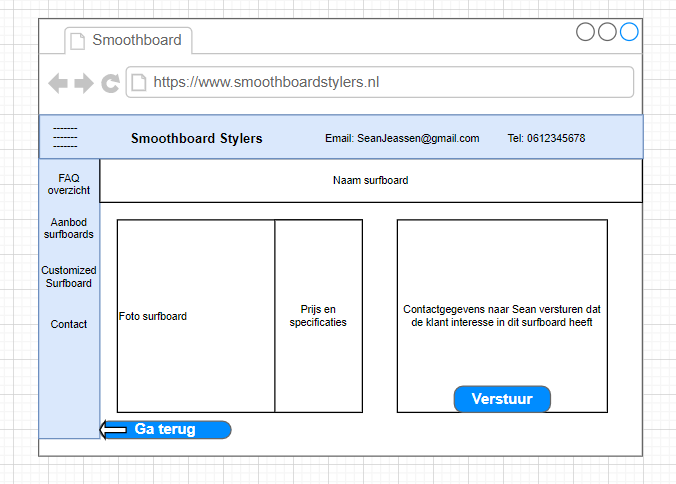 Smoothboard
https://www.smoothboardstylers.nl
Smoothboard Stylers
Email: SeanJeassen@gmail.com
Tel: 0612345678
FAQ
overzicht
Aanbod
surfboards
Customized
Surfboard
Contact
Naam surfboard
Foto surfboard
Prijs en
specificaties
Contactgegevens naar Sean versturen dat
de klant interesse in dit surfboard heeft
Verstuur
Ga terug